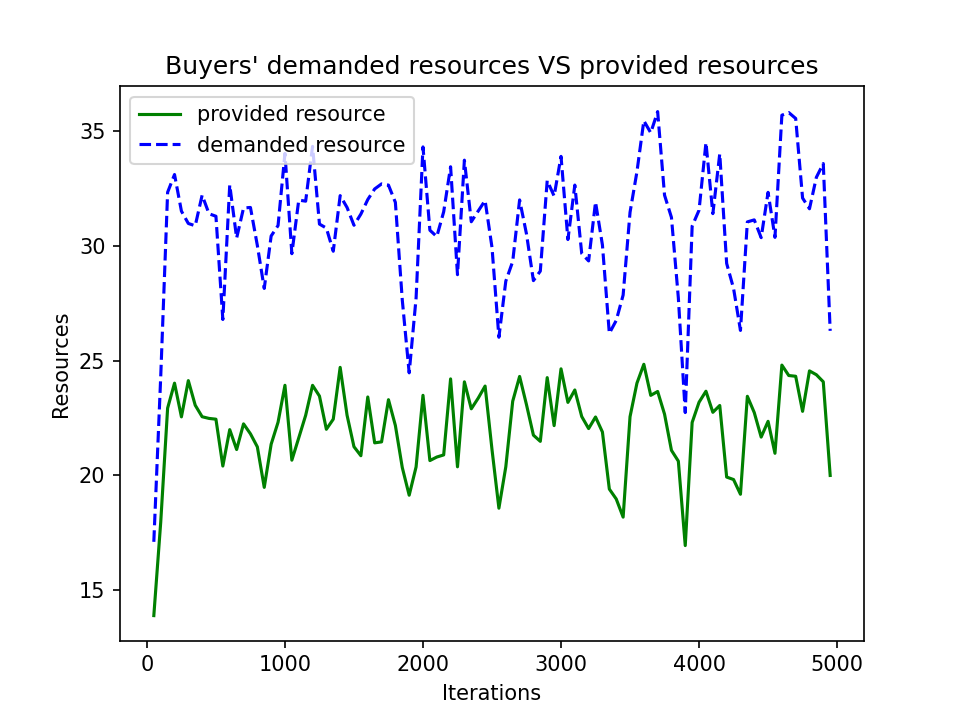 Buyers' demanded resources VS provided resources
provided resource
demanded resource
35
30
25
20
15
Resources
0 1000 2000 3000 4000 5000
Iterations